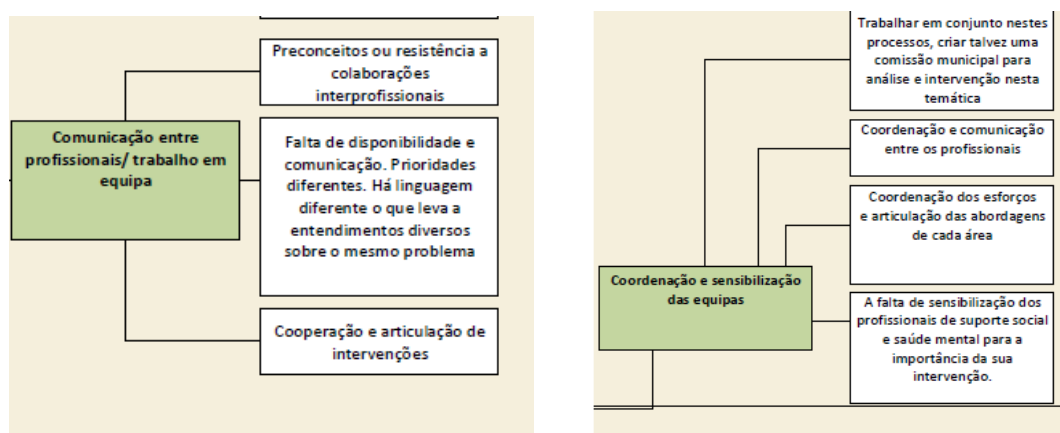 Preconceitos ou resistência a
colaborações
interprofissionais
Comunicação entre
profissionais/ trabalho em
equipa
Falta de disponibilidade e
comunicação. Prioridades
diferentes. Há linguagem
diferente o que leva a
entendimentos diversos
sobre o mesmo problema
Cooperação e articulação de
intervenções
Trabalhar em conjunto nestes
processos, criar talvez uma
comissão municipal para
análise e intervenção nesta
temática
Coordenação e comunicação
entre os profissionais
Coordenação dos esforços
e articulação das abordagens
de cada área
Coordenação e sensibilização
das equipas
A falta de sensibilização dos
profissionais de suporte social
e saúde mental para a
importância da sua
intervenção.